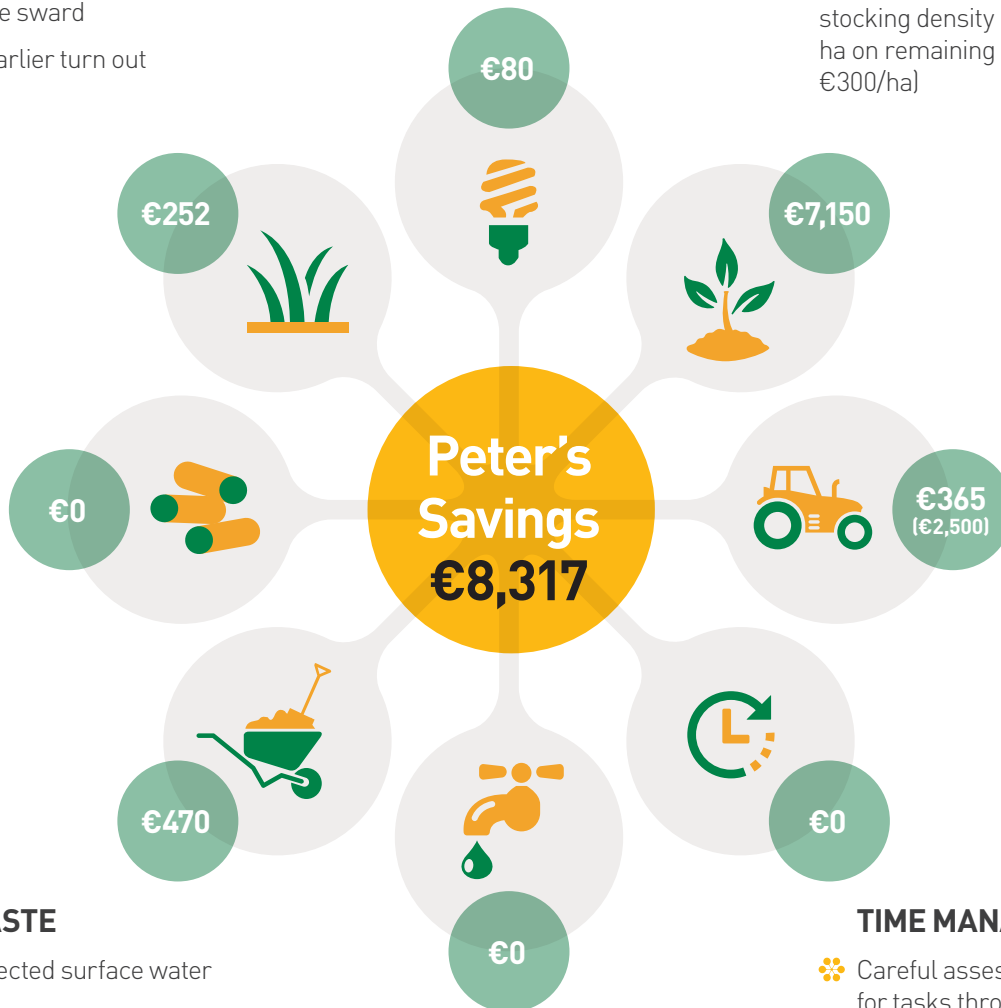 e sward
arlier turn out
stocking density
ha on remaining
€300/ha)
€80
€252
€7,150
€0
Peter's
Savings
€8,317
€365
(€2,500)
€470
€0
€0
ASTE
ected surface water
TIME MANA
Careful asses
for tasks thro